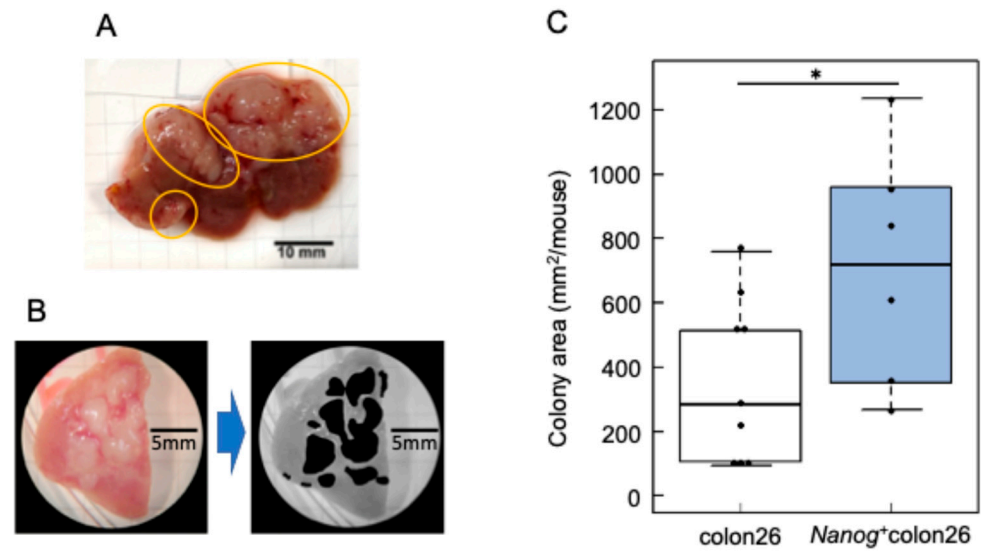 A
10 mm
B
5mm
5mm
C
*
1200
1000
800
600
400
200
0
Colony area (mm²/mouse)
colon26
Nanog⁺colon26